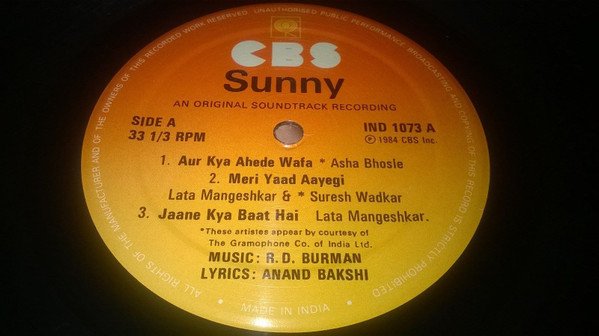 ALL RIGHTS OF THE MANUFACTURER AND OF THE OWNERS OF THIS RECORDED WORK RESERVED. UNAUTHORISED PUBLIC PERFORMANCE, BROADCASTING AND COPYING OF THIS RECORD IS STRICTLY PROHIBITED
CBS
Sunny
AN ORIGINAL SOUNDTRACK RECORDING
SIDE A
33 1/3 RPM
IND 1073 A
℗ 1984 CBS Inc.
1. Aur Kya Ahede Wafa * Asha Bhosle
2. Meri Yaad Aayegi
Lata Mangeshkar & * Suresh Wadkar
3. Jaane Kya Baat Hai Lata Mangeshkar.
*These artistes appear by courtesy of
The Gramophone Co. of India Ltd.
MUSIC: R.D. BURMAN
LYRICS: ANAND BAKSHI
MADE IN INDIA